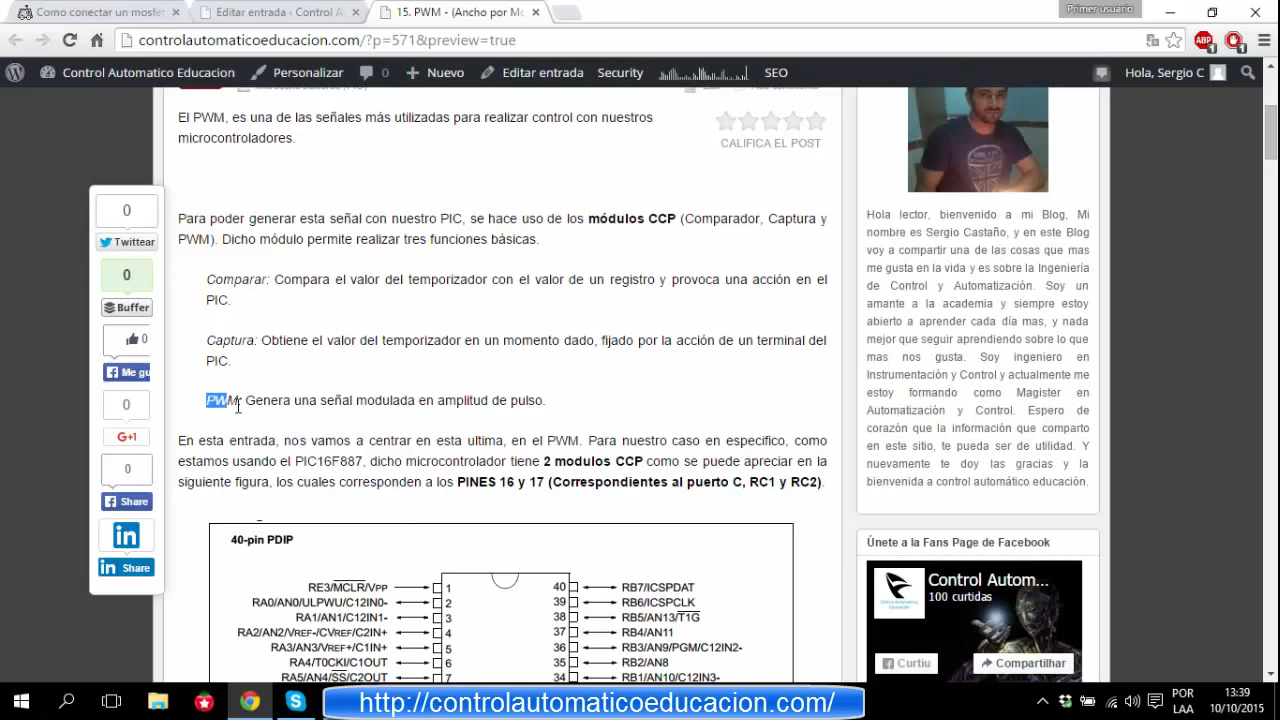 Como conectar un mosfet
Editar entrada ‹ Control A
15. PWM - (Ancho por Mo
Primer usuario
controlautomaticoeducacion.com/?p=571&preview=true
ABP
1
1
Control Automatico Educacion
Personalizar
0
Nuevo
Editar entrada
Security
SEO
Hola, Sergio C
El PWM, es una de las señales más utilizadas para realizar control con nuestros
microcontroladores.
CALIFICA EL POST
Para poder generar esta señal con nuestro PIC, se hace uso de los módulos CCP (Comparador, Captura y
PWM). Dicho módulo permite realizar tres funciones básicas.
Comparar: Compara el valor del temporizador con el valor de un registro y provoca una acción en el
PIC.
Captura: Obtiene el valor del temporizador en un momento dado, fijado por la acción de un terminal del
PIC.
PWM: Genera una señal modulada en amplitud de pulso.
En esta entrada, nos vamos a centrar en esta ultima, en el PWM. Para nuestro caso en especifico, como
estamos usando el PIC16F887, dicho microcontrolador tiene 2 modulos CCP como se puede apreciar en la
siguiente figura, los cuales corresponden a los PINES 16 y 17 (Correspondientes al puerto C, RC1 y RC2).
0
Twittear
0
Buffer
0
Me gu
0
G+1
0
Share
in
in Share
40-pin PDIP
RE3/MCLR/VPP 1 40 RB7/ICSPDAT
RA0/AN0/ULPWU/C12IN0- 2 39 RB6/ICSPCLK
RA1/AN1/C12IN1- 3 38 RB5/AN13/T1G
RA2/AN2/VREF-/CVREF/C2IN+ 4 37 RB4/AN11
RA3/AN3/VREF+/C1IN+ 5 36 RB3/AN9/PGM/C12IN2-
RA4/T0CKI/C1OUT 6 35 RB2/AN8
RA5/AN4/SS/C2OUT 7 34 RB1/AN10/C12IN3-
Hola lector, bienvenido a mi Blog, Mi
nombre es Sergio Castaño, y en este Blog
voy a compartir una de las cosas que mas
me gusta en la vida y es sobre la Ingeniería
de Control y Automatización. Soy un
amante a la academia y siempre estoy
abierto a aprender cada día mas, y nada
mejor que seguir aprendiendo sobre lo que
mas nos gusta. Soy ingeniero en
Instrumentación y Control y actualmente me
estoy formando como Magister en
Automatización y Control. Espero de
corazón que la información que comparto
en este sitio, te pueda ser de utilidad. Y
nuevamente te doy las gracias y la
bienvenida a control automático educación.
Únete a la Fans Page de Facebook
Control Autom...
100 curtidas
Curtiu
Compartilhar
http://controlautomaticoeducacion.com/
POR
LAA
13:39
10/10/2015